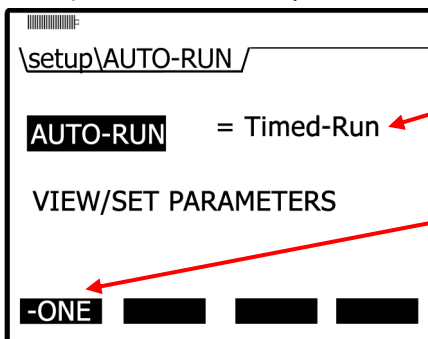 \setup\AUTO-RUN /
AUTO-RUN = Timed-Run
VIEW/SET PARAMETERS
-ONE